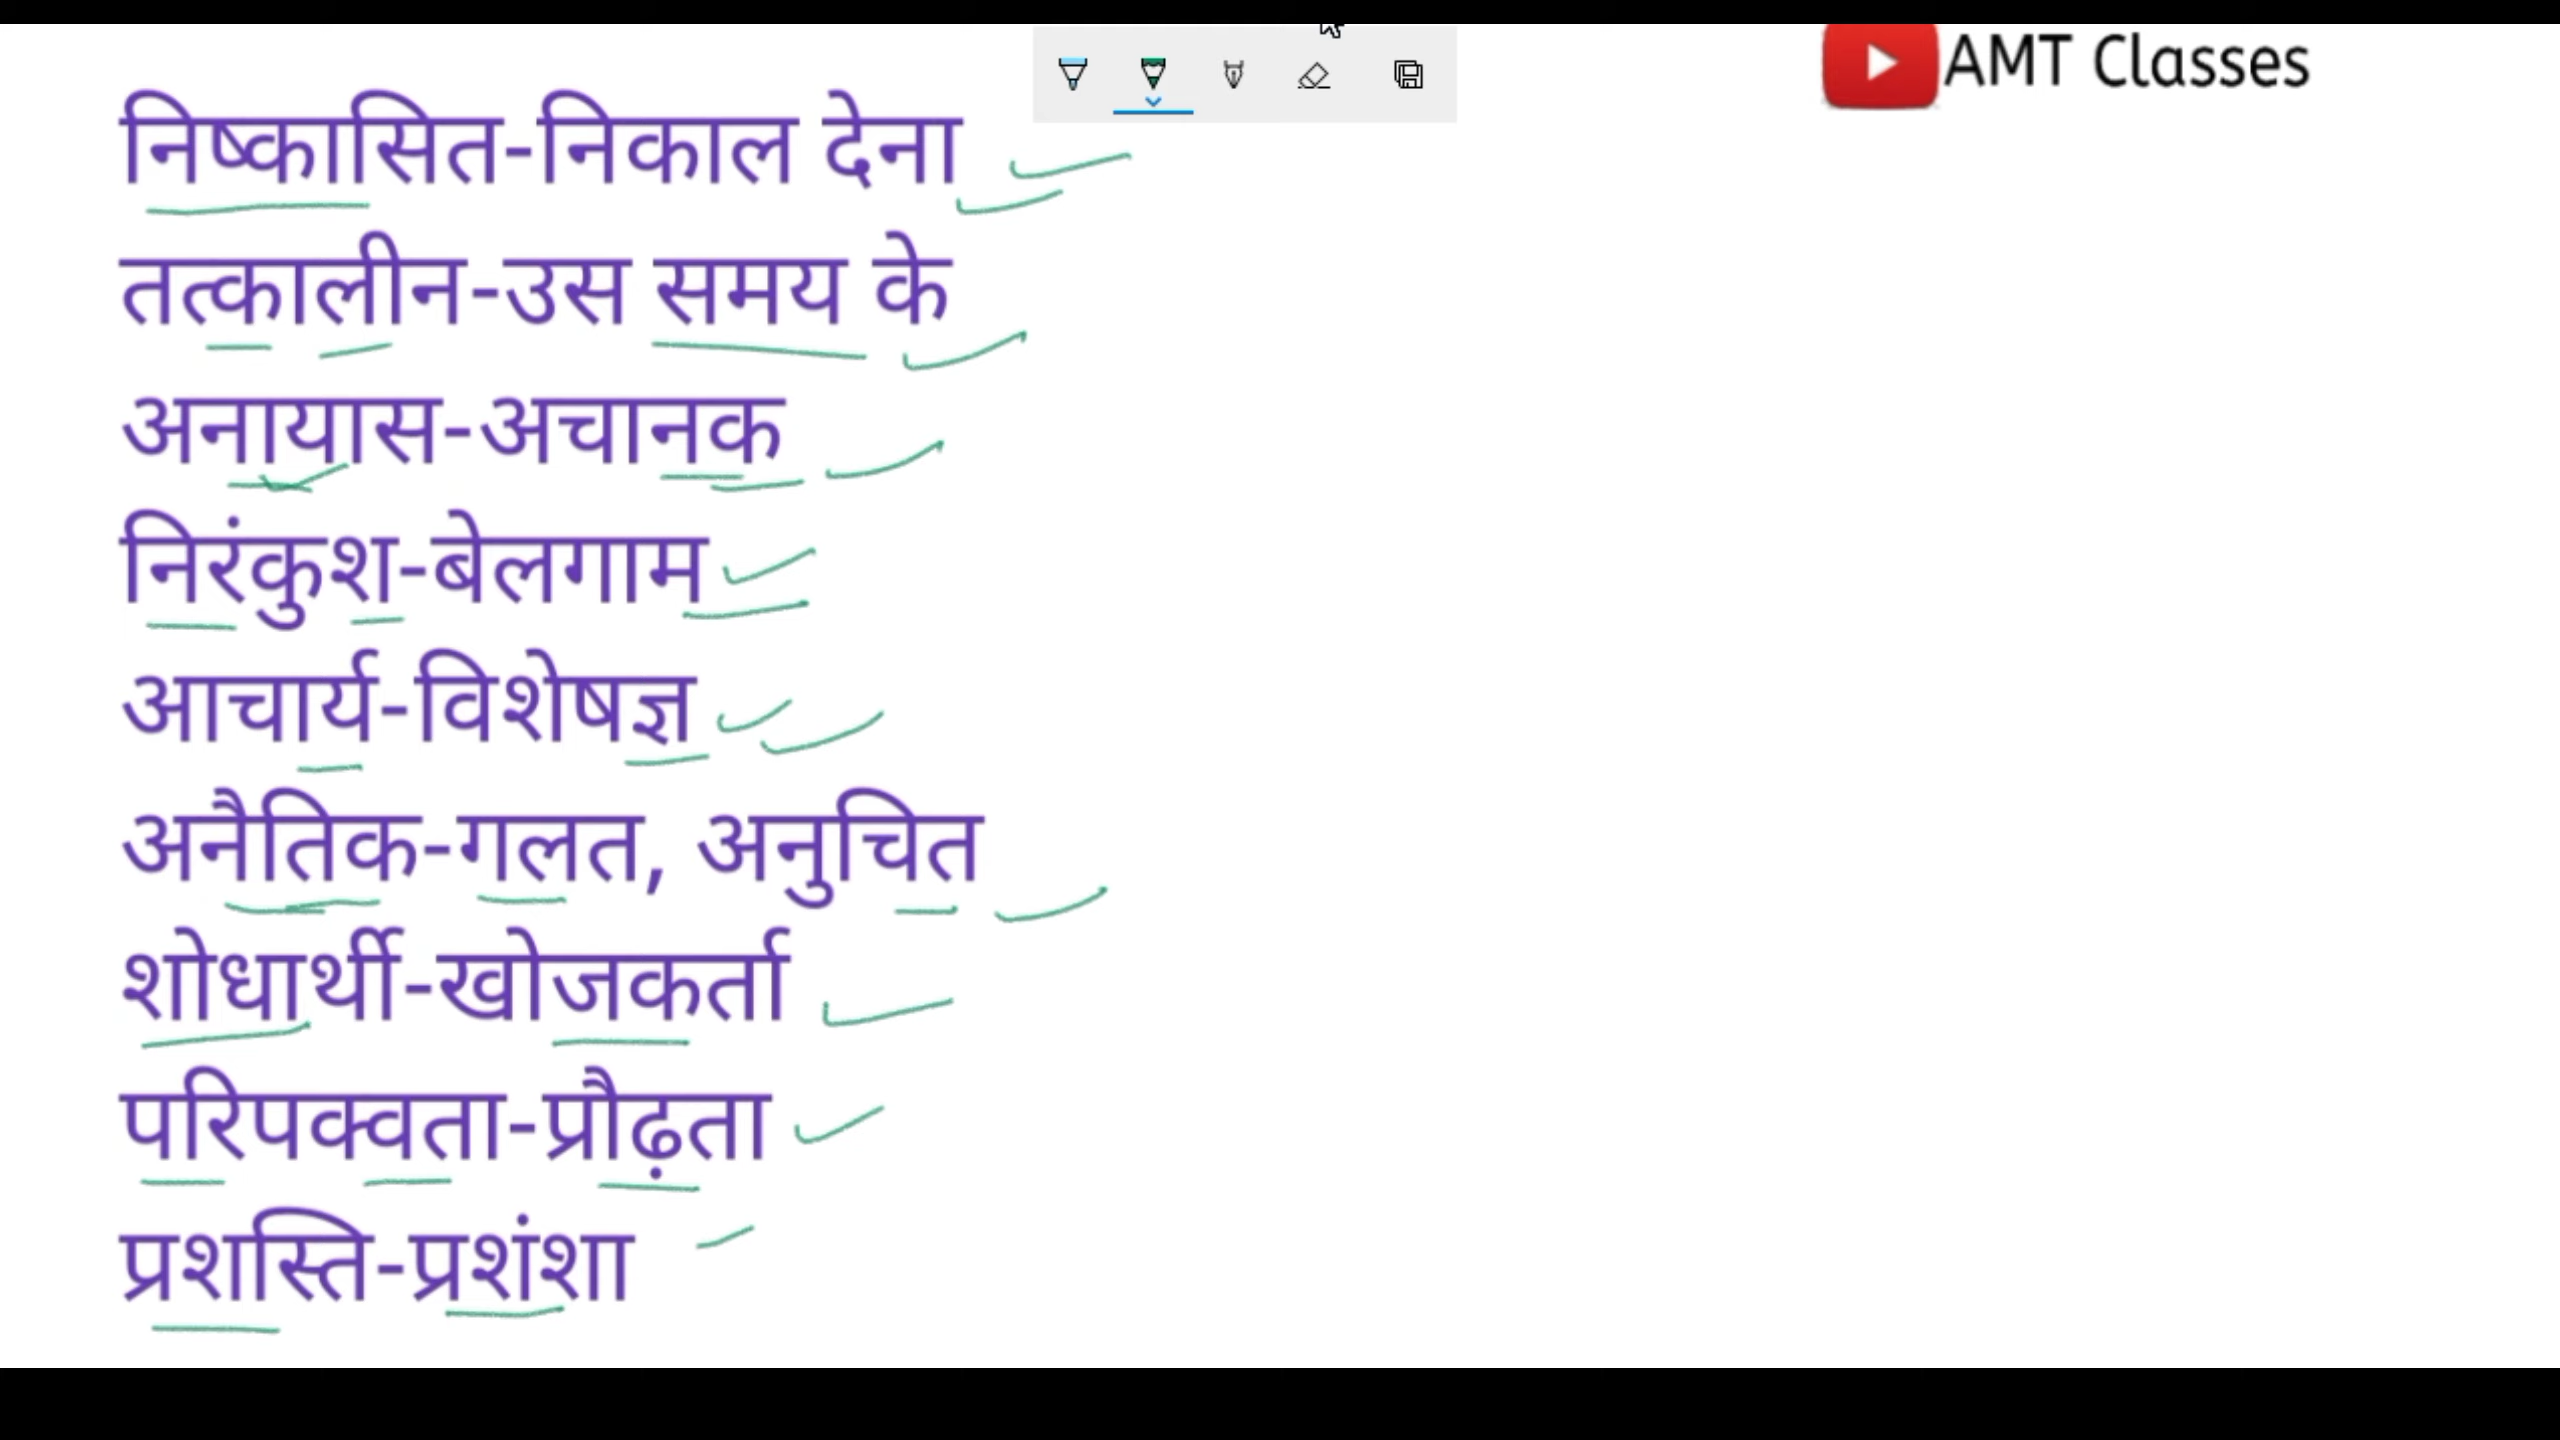 AMT Classes
निष्कासित-निकाल देना
तत्कालीन-उस समय के
अनायास-अचानक
निरंकुश-बेलगाम
आचार्य-विशेषज्ञ
अनैतिक-गलत, अनुचित
शोधार्थी-खोजकर्ता
परिपक्वता-प्रौढ़ता
प्रशस्ति-प्रशंशा